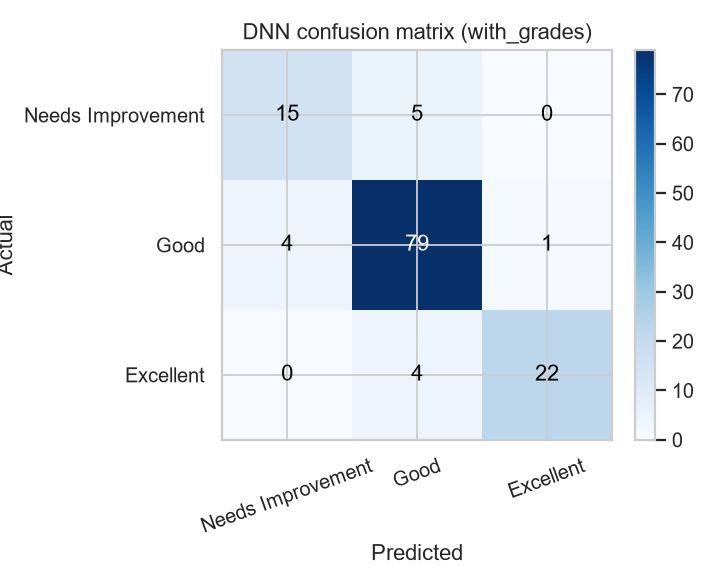 DNN confusion matrix (with_grades)
Needs Improvement 15 5 0
Good 4 79 1
Excellent 0 4 22
Actual
Needs Improvement Good Excellent
Predicted
70
60
50
40
30
20
10
0